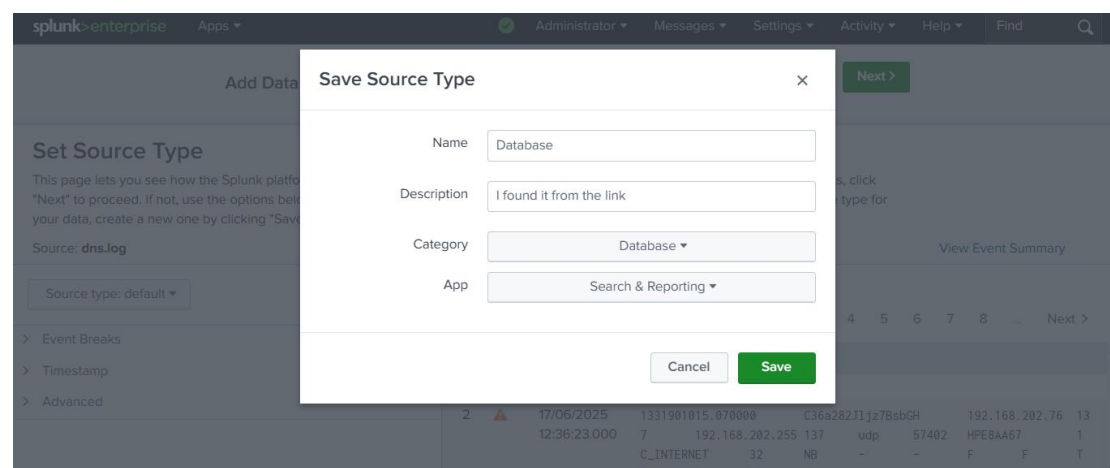 splunk>enterprise Apps ▾ Administrator ▾ Messages ▾ Settings ▾ Activity ▾ Help ▾ Find
Add Data
Next >
Save Source Type ×
Name Database
Description I found it from the link
Category Database ▾
App Search & Reporting ▾
Cancel Save
Set Source Type
This page lets you see how the Splunk platfo s, click
"Next" to proceed. If not, use the options bel type for
your data, create a new one by clicking "Save
Source: dns.log View Event Summary
Source type: default ▾
4 5 6 7 8 ... Next >
> Event Breaks
> Timestamp
> Advanced
2 17/06/2025 1331901015.070000 C36a282Jljz7BsbGH 192.168.202.76 13
12:36:23.000 7 192.168.202.255 137 udp 57402 HPE8AA67 1
C_INTERNET 32 NB - - F F T